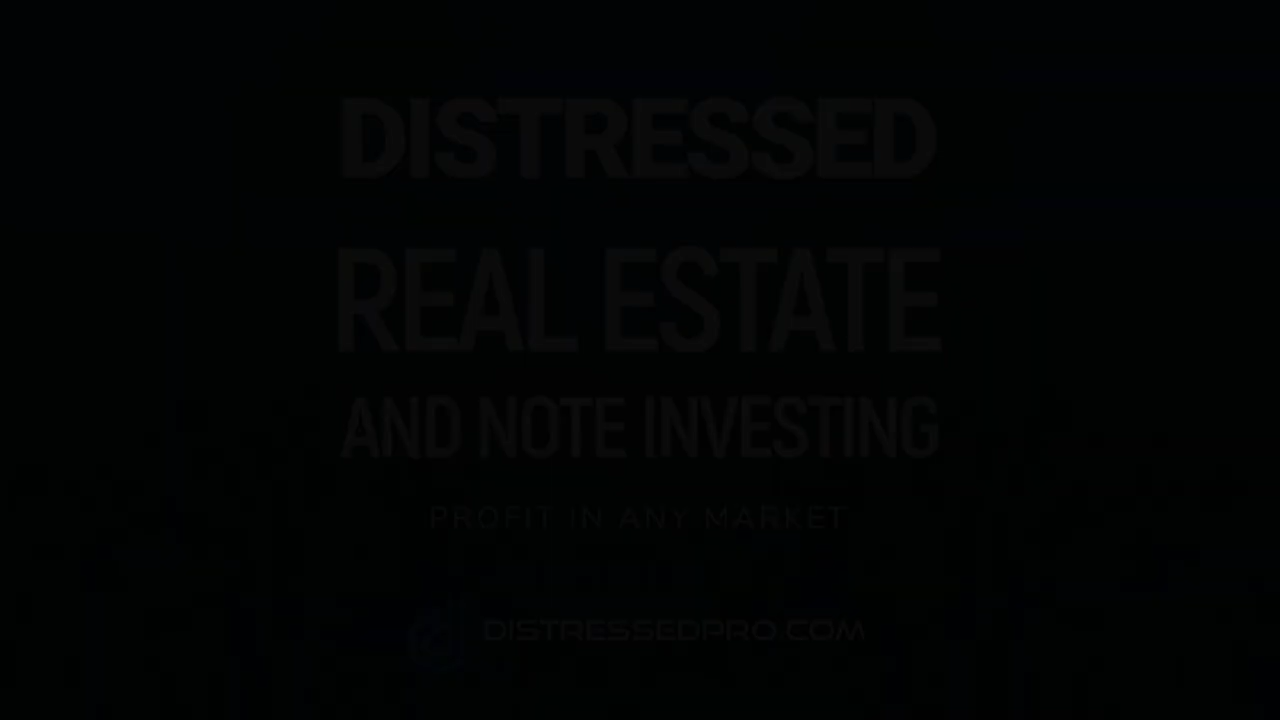 DISTRESSED
REAL ESTATE
AND NOTE INVESTING
PROFIT IN ANY MARKET
DISTRESSEDPRO.COM